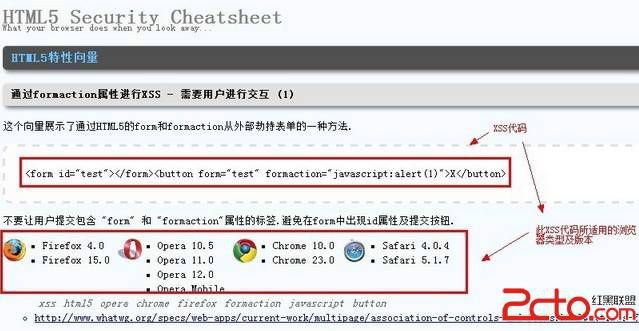 HTML5 Security Cheatsheet
What your browser does when you look away...
HTML5特性向量
通过formaction属性进行XSS - 需要用户进行交互 (1)
这个向量展示了通过HTML5的form和formaction从外部劫持表单的一种方法.
XSS代码
<form id="test"></form><button form="test" formaction="javascript:alert(1)">X</button>
不要让用户提交包含 "form" 和 "formaction"属性的标签.避免在form中出现id属性及提交按钮.
此XSS代码所适用的浏览
器类型及版本
Firefox 4.0
Firefox 15.0
Opera 10.5
Opera 11.0
Opera 12.0
Opera Mobile
Chrome 10.0
Chrome 23.0
Safari 4.0.4
Safari 5.1.7
xss html5 opera chrome firefox formaction javascript button
http://www.whatwg.org/specs/web-apps/current-work/multipage/association-of-controls-
2cto.com
红黑联盟